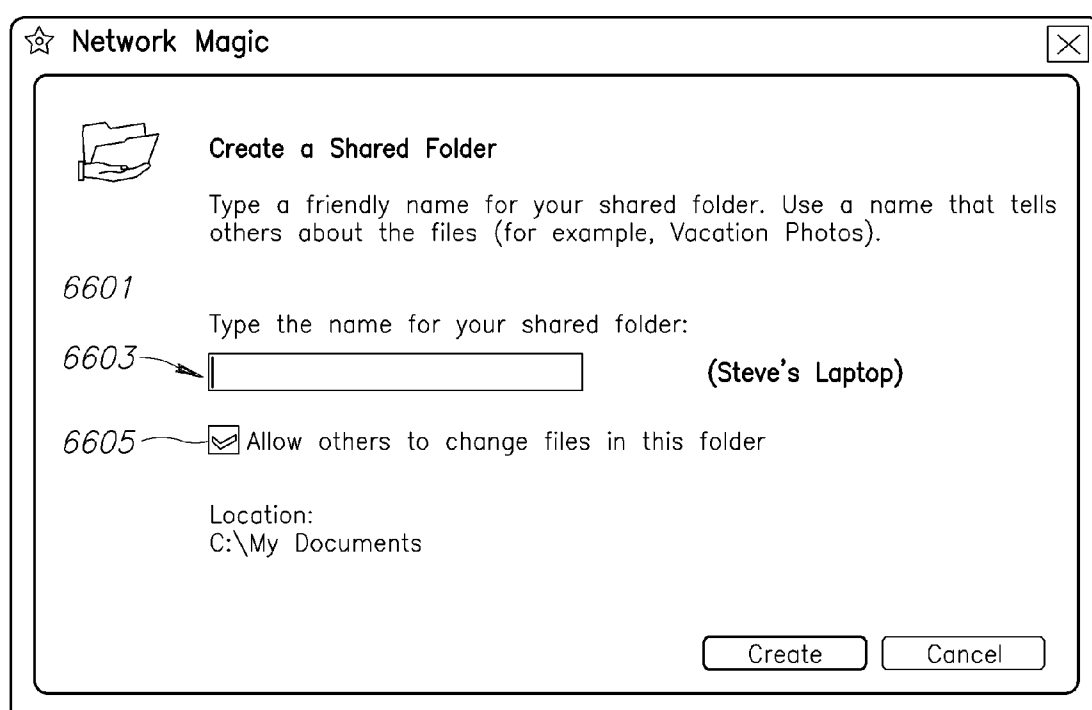 Network Magic
Create a Shared Folder
Type a friendly name for your shared folder. Use a name that tells
others about the files (for example, Vacation Photos).
6601
Type the name for your shared folder:
6603
(Steve's Laptop)
6605
Allow others to change files in this folder
Location:
C:\My Documents
Create
Cancel